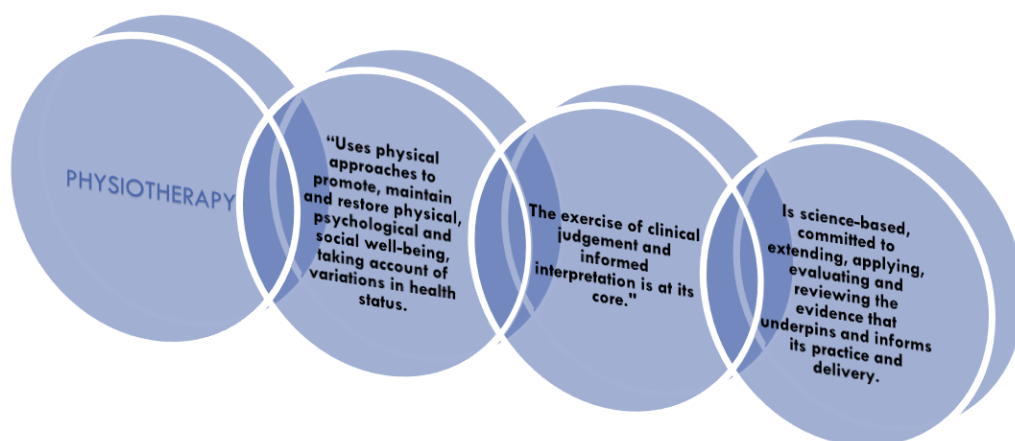 PHYSIOTHERAPY
“Uses physical
approaches to
promote, maintain
and restore physical,
psychological and
social well-being,
taking account of
variations in health
status.
The exercise of clinical
judgement and
informed
interpretation is at its
core."
Is science-based,
committed to
extending, applying,
evaluating and
reviewing the
evidence that
underpins and informs
its practice and
delivery.